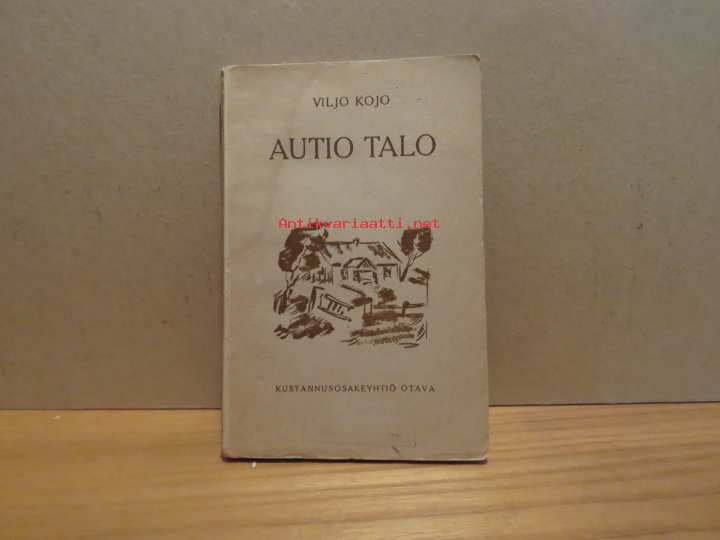 VILJO KOJO
AUTIO TALO
Antikvariaatti.net
KUSTANNUSOSAKEYHTIÖ OTAVA